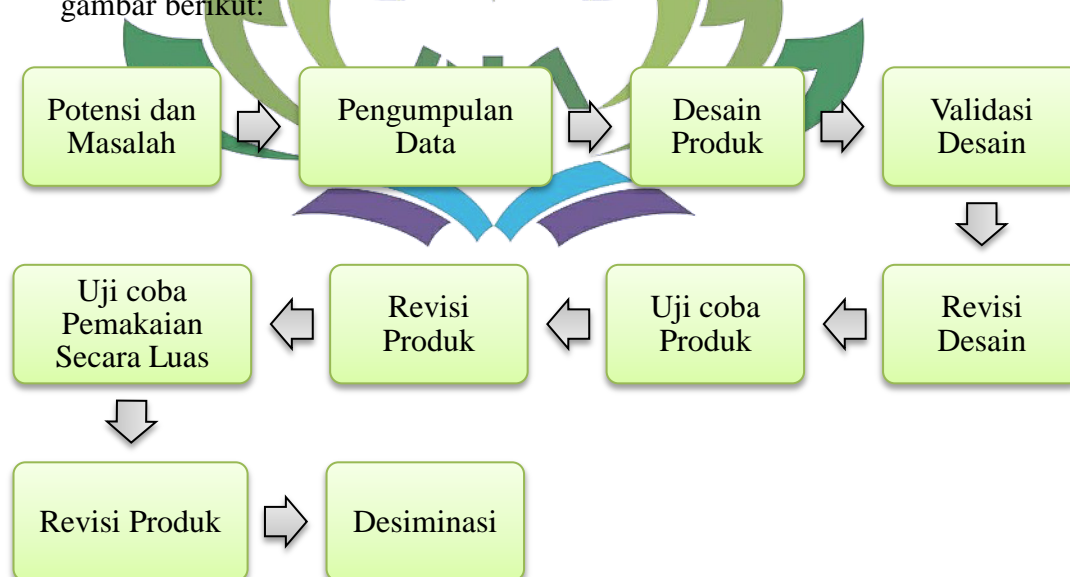 gambar berikut:
Potensi dan
Masalah
Pengumpulan
Data
Desain
Produk
Validasi
Desain
Revisi
Desain
Uji coba
Produk
Revisi
Produk
Uji coba
Pemakaian
Secara Luas
Revisi Produk
Desiminasi